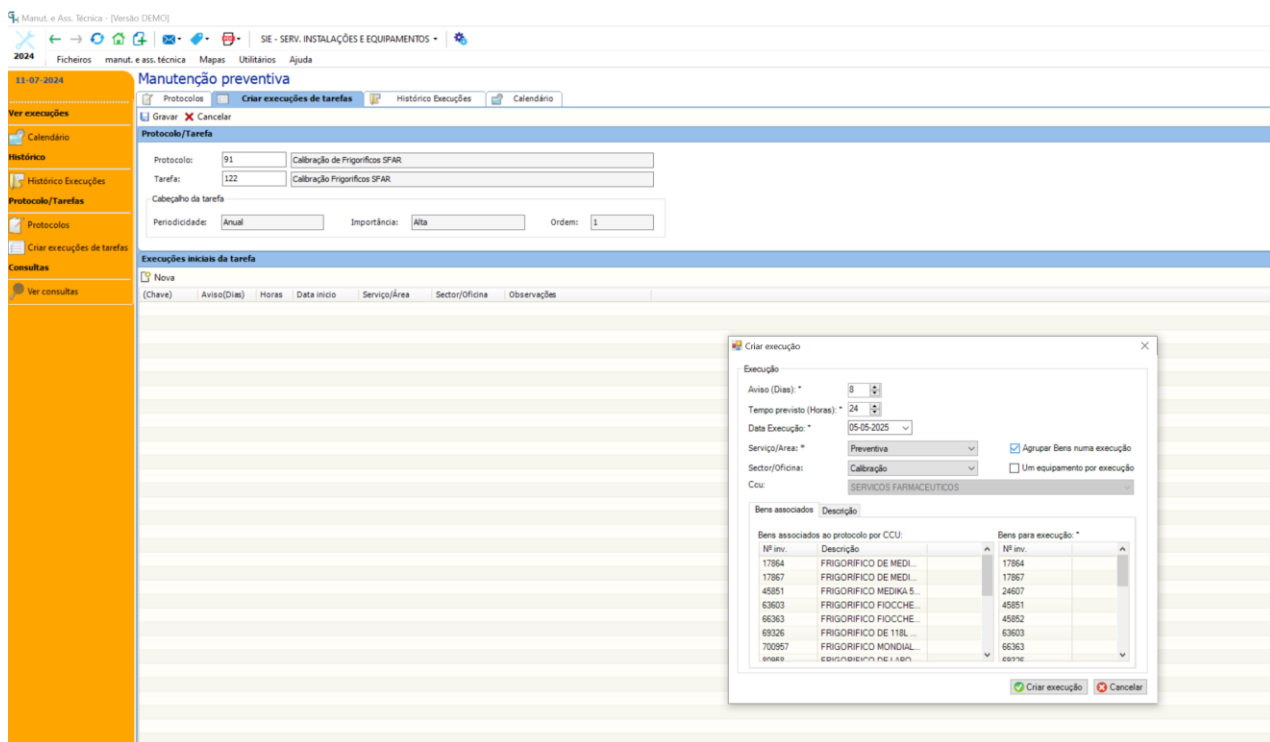 Manut. e Ass. Técnica - [Versão DEMO]
SIE - SERV. INSTALAÇÕES E EQUIPAMENTOS
2024
Ficheiros manut. e ass. técnica Mapas Utilitários Ajuda
11-07-2024
Ver execuções
Calendário
Histórico
Histórico Execuções
Protocolo/Tarefas
Protocolos
Criar execuções de tarefas
Consultas
Ver consultas
Manutenção preventiva
Protocolos Criar execuções de tarefas Histórico Execuções Calendário
Gravar Cancelar
Protocolo/Tarefa
Protocolo: 91 Calibração de Frigorificos SFAR
Tarefa: 122 Calibração Frigorificos SFAR
Cabeçalho da tarefa
Periodicidade: Anual Importância: Alta Ordem: 1
Execuções iniciais da tarefa
Nova
(Chave) Aviso(Dias) Horas Data inicio Serviço/Área Sector/Oficina Observações
Criar execução
Execução
Aviso (Dias): * 8
Tempo previsto (Horas): * 24
Data Execução: * 05-05-2025
Serviço/Area: * Preventiva Agrupar Bens numa execução
Sector/Oficina: Calibração Um equipamento por execução
Ccu: SERVICOS FARMACEUTICOS
Bens associados Descrição
Bens associados ao protocolo por CCU: Bens para execução: *
Nº inv. Descrição Nº inv.
17864 FRIGORÍFICO DE MEDI... 17864
17867 FRIGORÍFICO DE MEDI... 17867
45851 FRIGORIFICO MEDIKA 5... 24607
63603 FRIGORIFICO FIOCCHE... 45851
66363 FRIGORIFICO FIOCCHE... 45852
69326 FRIGORIFICO DE 118L ... 63603
700957 FRIGORIFICO MONDIAL... 66363
80958 FRIGORIFICO DE LABO... 69326
Criar execução Cancelar